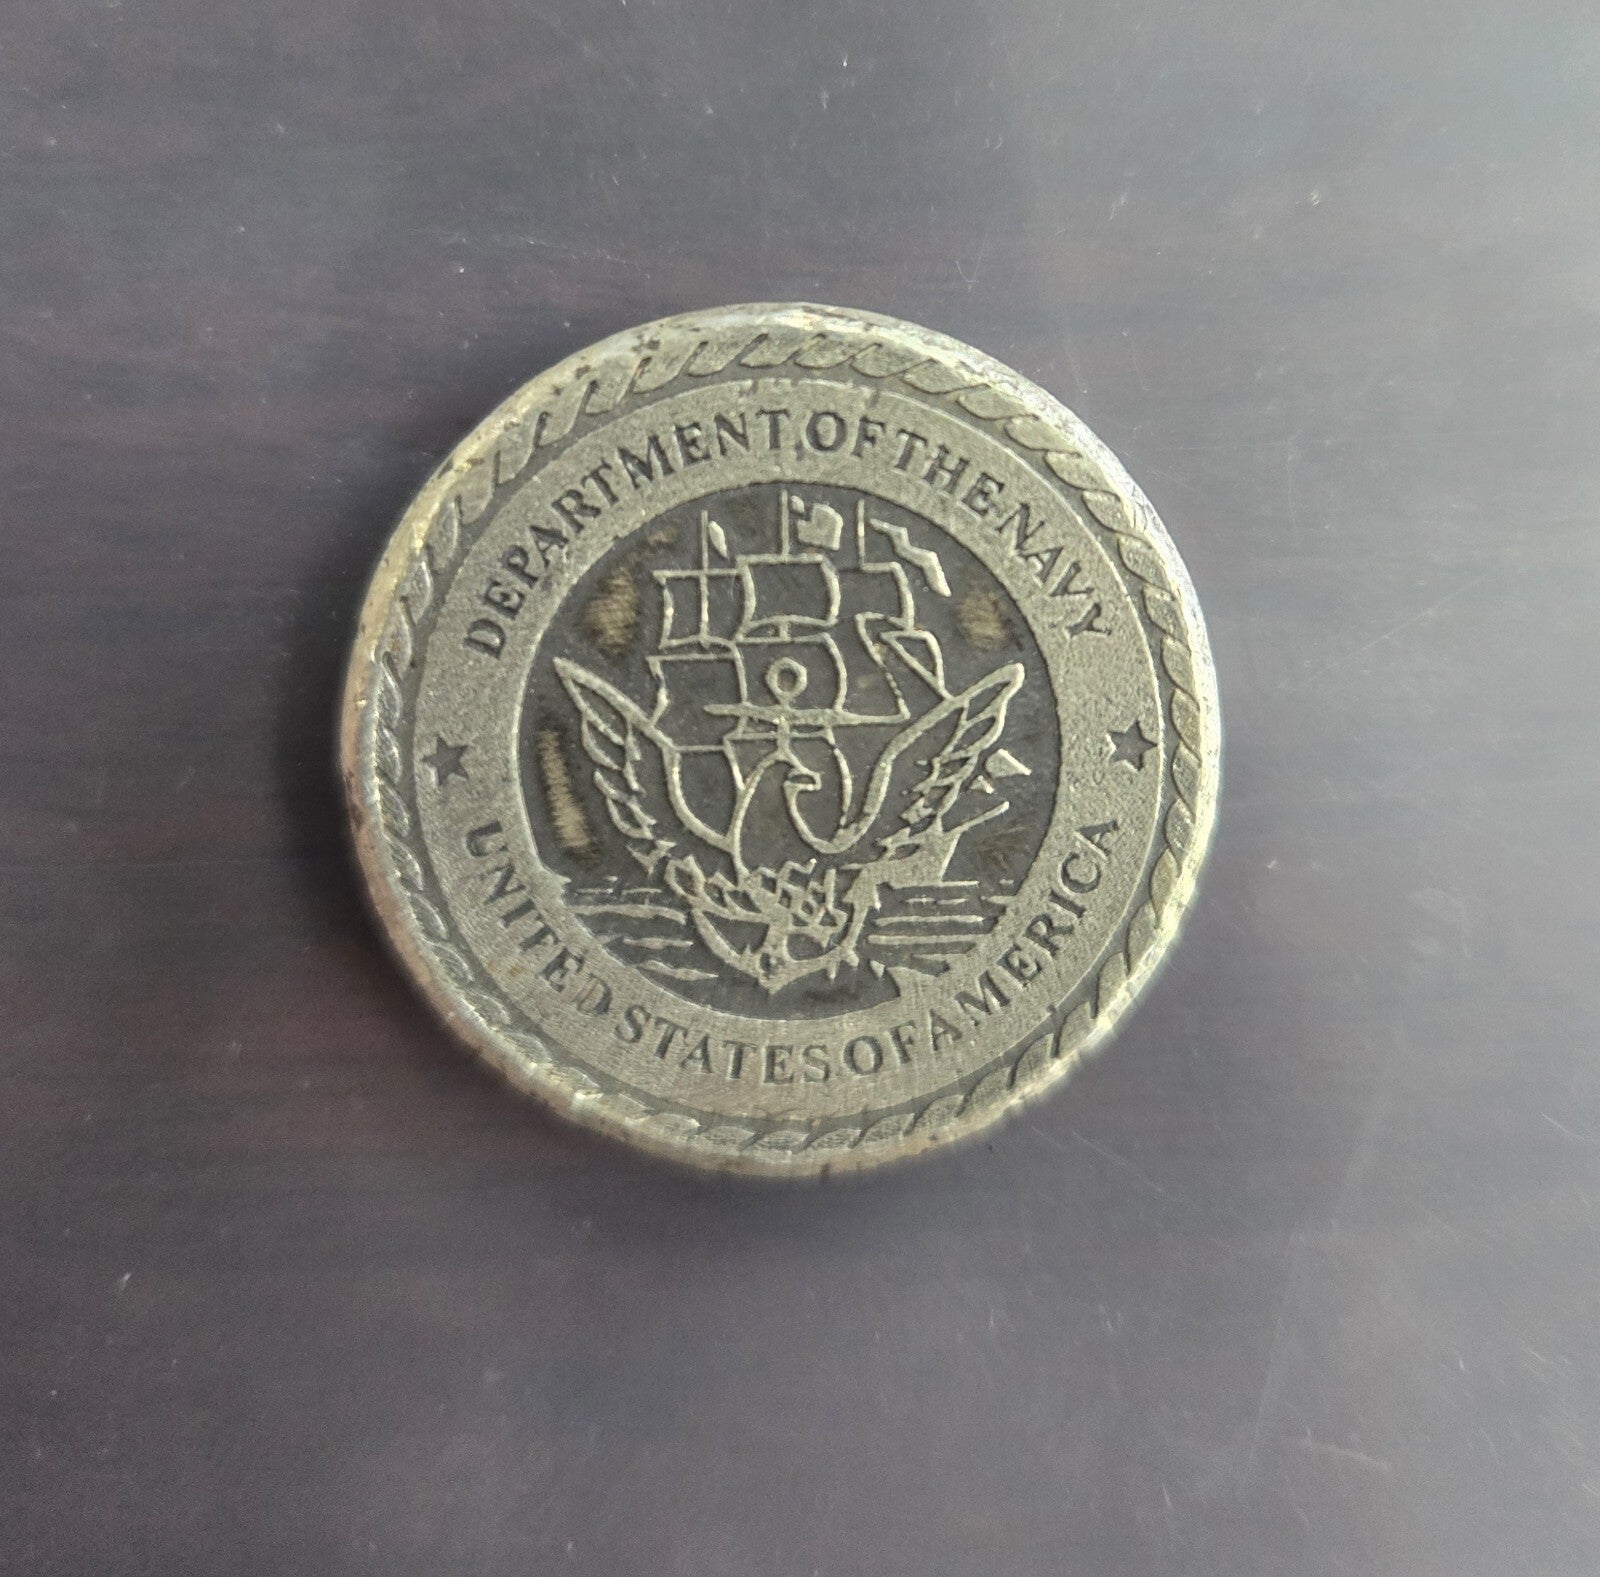 DEPARTMENT OF THE NAVY
UNITED STATES OF AMERICA